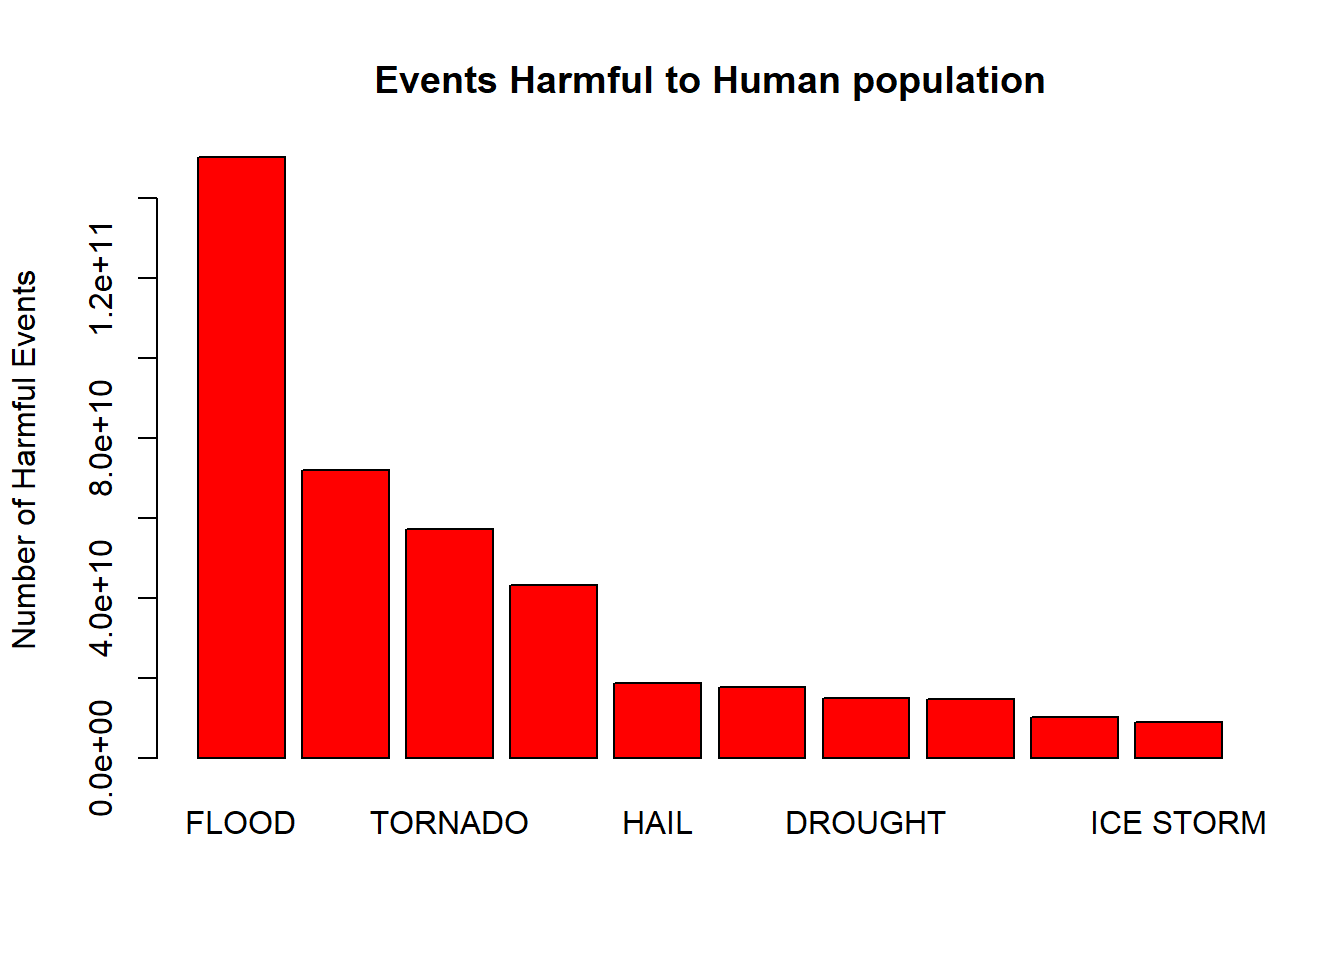 Events Harmful to Human population
Number of Harmful Events
1.2e+11
8.0e+10
4.0e+10
0.0e+00
FLOOD TORNADO HAIL DROUGHT ICE STORM